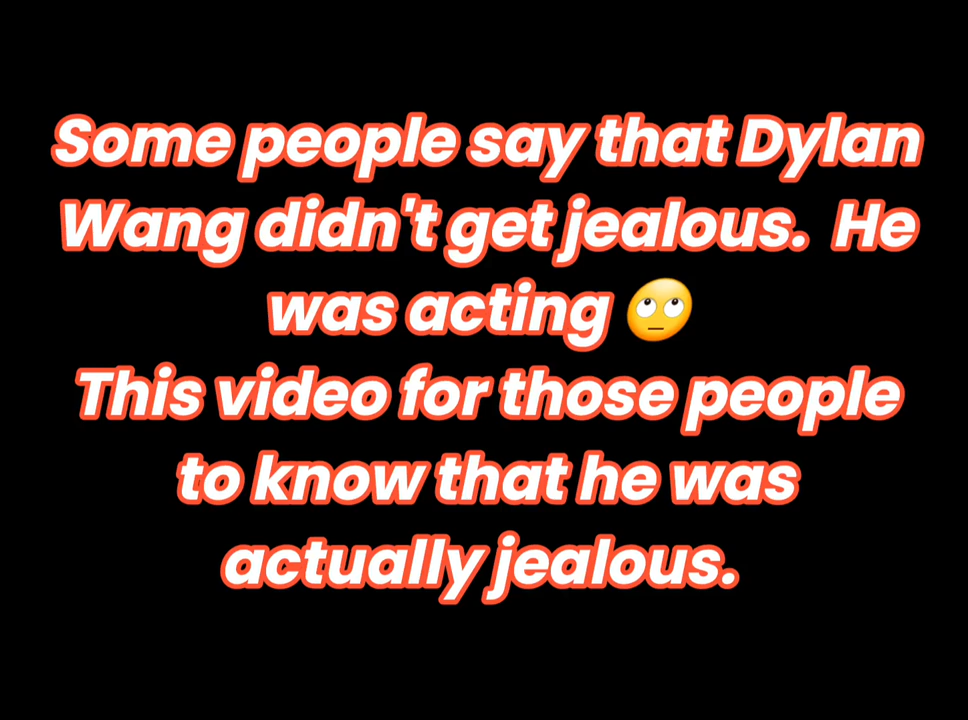 Some people say that Dylan
Wang didn't get jealous.  He
was acting 🙄
This video for those people
to know that he was
actually jealous.